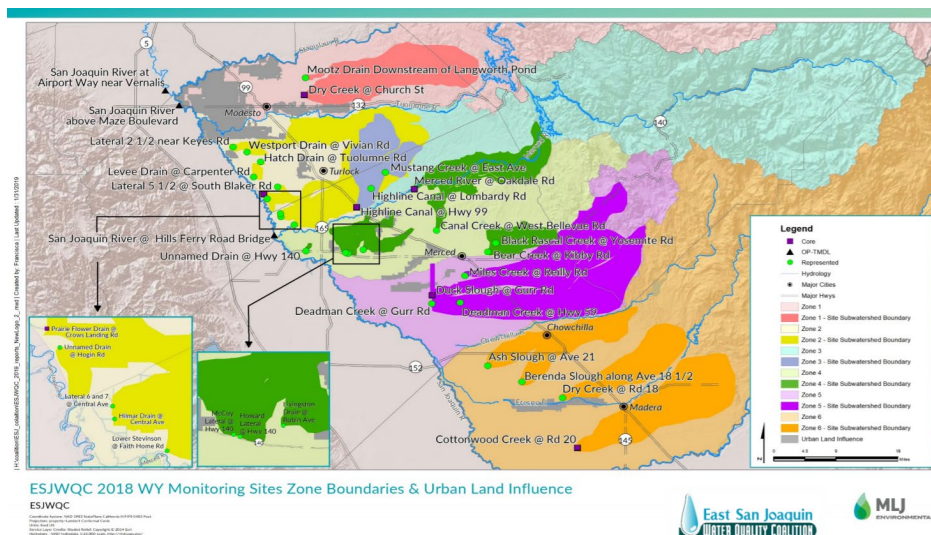 5
99
132
140
165
152
145
140
San Joaquin River at
Airport Way near Vernalis
San Joaquin River
above Maze Boulevard
Mootz Drain Downstream of Langworth Pond
Dry Creek @ Church St
Modesto
Lateral 2 1/2 near Keyes Rd
Westport Drain @ Vivian Rd
Hatch Drain @ Tuolumne Rd
Levee Drain @ Carpenter Rd
Turlock
Mustang Creek @ East Ave
Merced River @ Oakdale Rd
Lateral 5 1/2 @ South Blaker Rd
Highline Canal @ Lombardy Rd
Highline Canal @ Hwy 99
Canal Creek @ West Bellevue Rd
San Joaquin River @ Hills Ferry Road Bridge
Black Rascal Creek @ Yosemite Rd
Unnamed Drain @ Hwy 140
Merced
Bear Creek @ Kibby Rd
Miles Creek @ Reilly Rd
Duck Slough @ Gurr Rd
Deadman Creek @ Gurr Rd
Deadman Creek @ Hwy 59
Chowchilla
Ash Slough @ Ave 21
Berenda Slough along Ave 18 1/2
Dry Creek @ Rd 18
Madera
Cottonwood Creek @ Rd 20
Prairie Flower Drain @
Crows Landing Rd
Unnamed Drain
@ Hogin Rd
Lateral 6 and 7
@ Central Ave
Hilmar Drain @
Central Ave
Lower Stevinson
@ Faith Home Rd
McCoy
Lateral @
Hwy 140
Howard
Lateral @
Hwy 140
Livingston
Drain @
Robin Ave
Legend
Core
OP-TMDL
Represented
Hydrology
Major Cities
Major Hwys
Zone 1
Zone 1 - Site Subwatershed Boundary
Zone 2
Zone 2 - Site Subwatershed Boundary
Zone 3
Zone 3 - Site Subwatershed Boundary
Zone 4
Zone 4 - Site Subwatershed Boundary
Zone 5
Zone 5 - Site Subwatershed Boundary
Zone 6
Zone 6 - Site Subwatershed Boundary
Urban Land Influence
ESJWQC 2018 WY Monitoring Sites Zone Boundaries & Urban Land Influence
ESJWQC
East San Joaquin
WATER QUALITY COALITION
MLJ
ENVIRONMENTAL